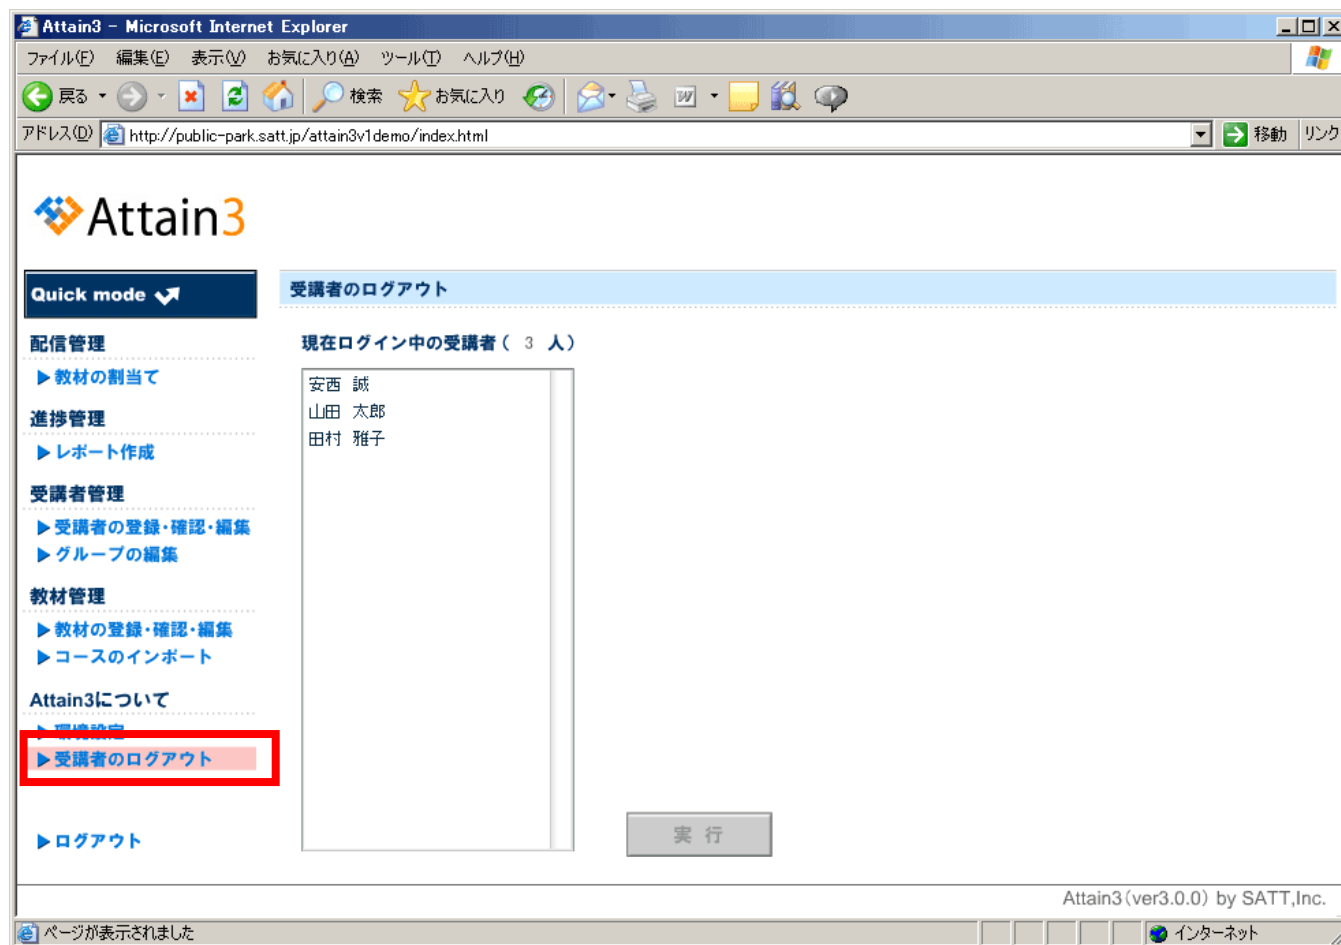 Attain3 - Microsoft Internet Explorer
ファイル(F) 編集(E) 表示(V) お気に入り(A) ツール(T) ヘルプ(H)
戻る 検索 お気に入り
アドレス(D) http://public-park.satt.jp/attain3v1demo/index.html 移動 リンク
Attain3
Quick mode
配信管理
▶教材の割当て
進捗管理
▶レポート作成
受講者管理
▶受講者の登録・確認・編集
▶グループの編集
教材管理
▶教材の登録・確認・編集
▶コースのインポート
Attain3について
▶環境設定
▶受講者のログアウト
▶ログアウト
受講者のログアウト
現在ログイン中の受講者( 3 人)
安西 誠
山田 太郎
田村 雅子
実 行
Attain3(ver3.0.0) by SATT,Inc.
ページが表示されました インターネット